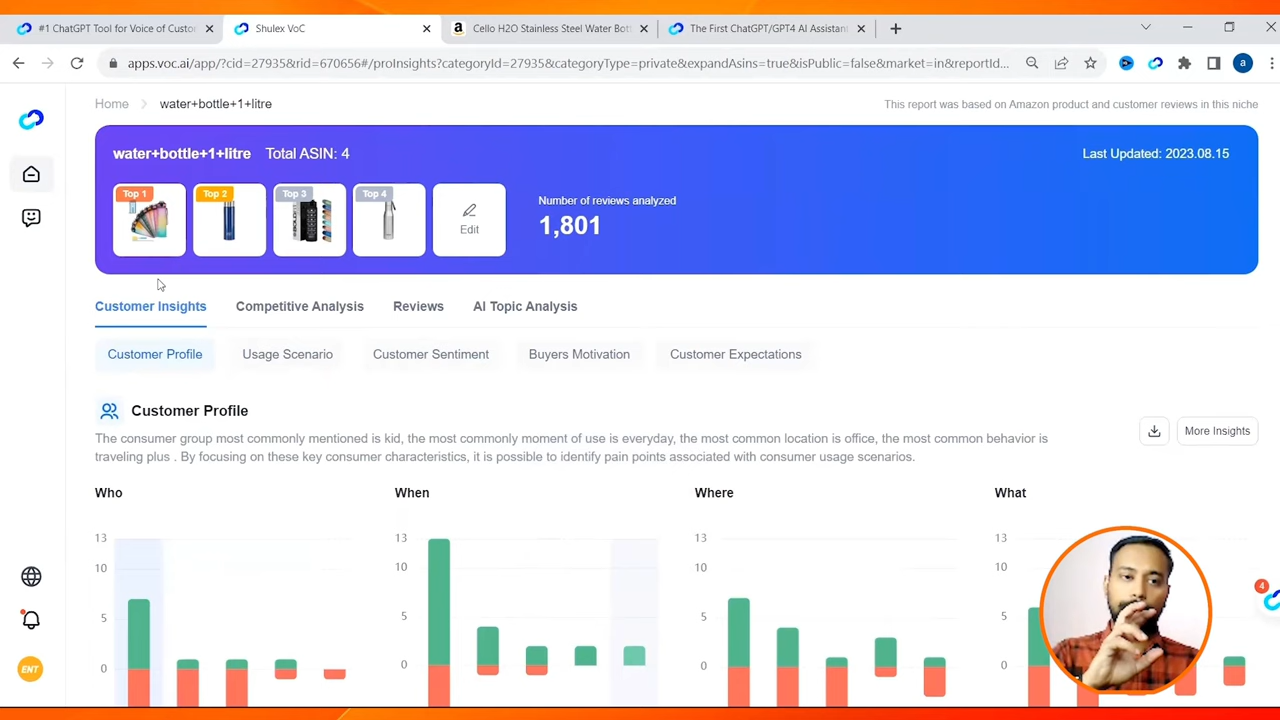 #1 ChatGPT Tool for Voice of Custo
Shulex VoC
Cello H2O Stainless Steel Water Bot
The First ChatGPT/GPT4 AI Assistant
apps.voc.ai/app/?cid=27935&rid=670656#/proInsights?categoryId=27935&categoryType=private&expandAsins=true&isPublic=false&market=in&reportId...
a
Home
water+bottle+1+litre
This report was based on Amazon product and customer reviews in this niche
water+bottle+1+litre
Total ASIN: 4
Last Updated: 2023.08.15
Top 1
Top 2
Top 3
Top 4
Edit
Number of reviews analyzed
1,801
Customer Insights
Competitive Analysis
Reviews
AI Topic Analysis
Customer Profile
Usage Scenario
Customer Sentiment
Buyers Motivation
Customer Expectations
Customer Profile
The consumer group most commonly mentioned is kid, the most commonly moment of use is everyday, the most common location is office, the most common behavior is
traveling plus . By focusing on these key consumer characteristics, it is possible to identify pain points associated with consumer usage scenarios.
More Insights
Who
When
Where
What
13
10
5
0
13
10
5
0
13
10
5
0
13
10
5
0
4
ENT